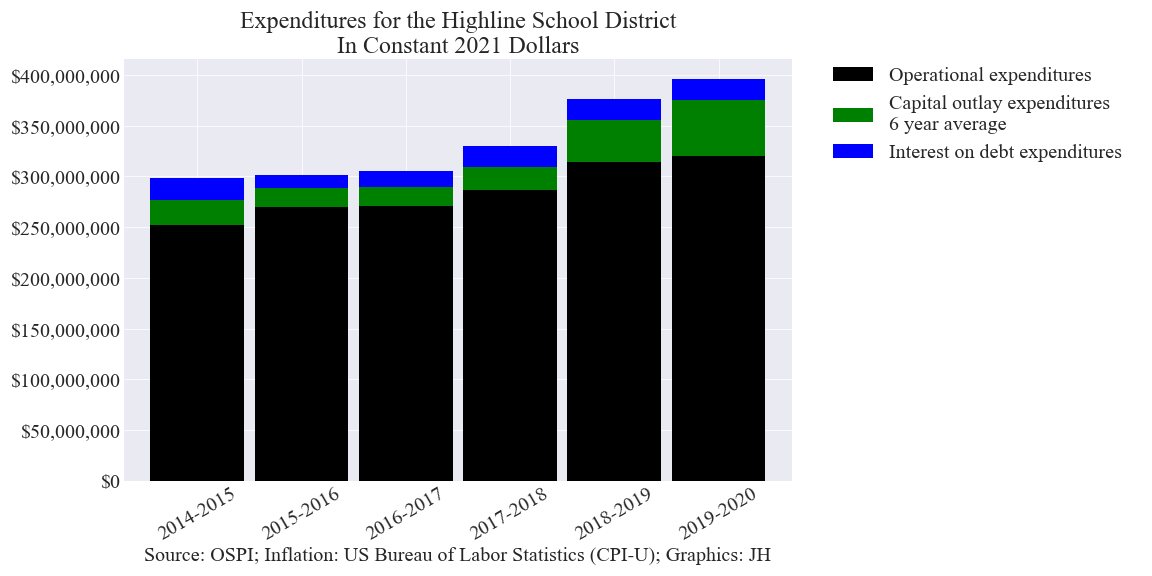 Expenditures for the Highline School District
In Constant 2021 Dollars
$400,000,000
$350,000,000
$300,000,000
$250,000,000
$200,000,000
$150,000,000
$100,000,000
$50,000,000
$0
2014-2015
2015-2016
2016-2017
2017-2018
2018-2019
2019-2020
Source: OSPI; Inflation: US Bureau of Labor Statistics (CPI-U); Graphics: JH
Operational expenditures
Capital outlay expenditures
6 year average
Interest on debt expenditures